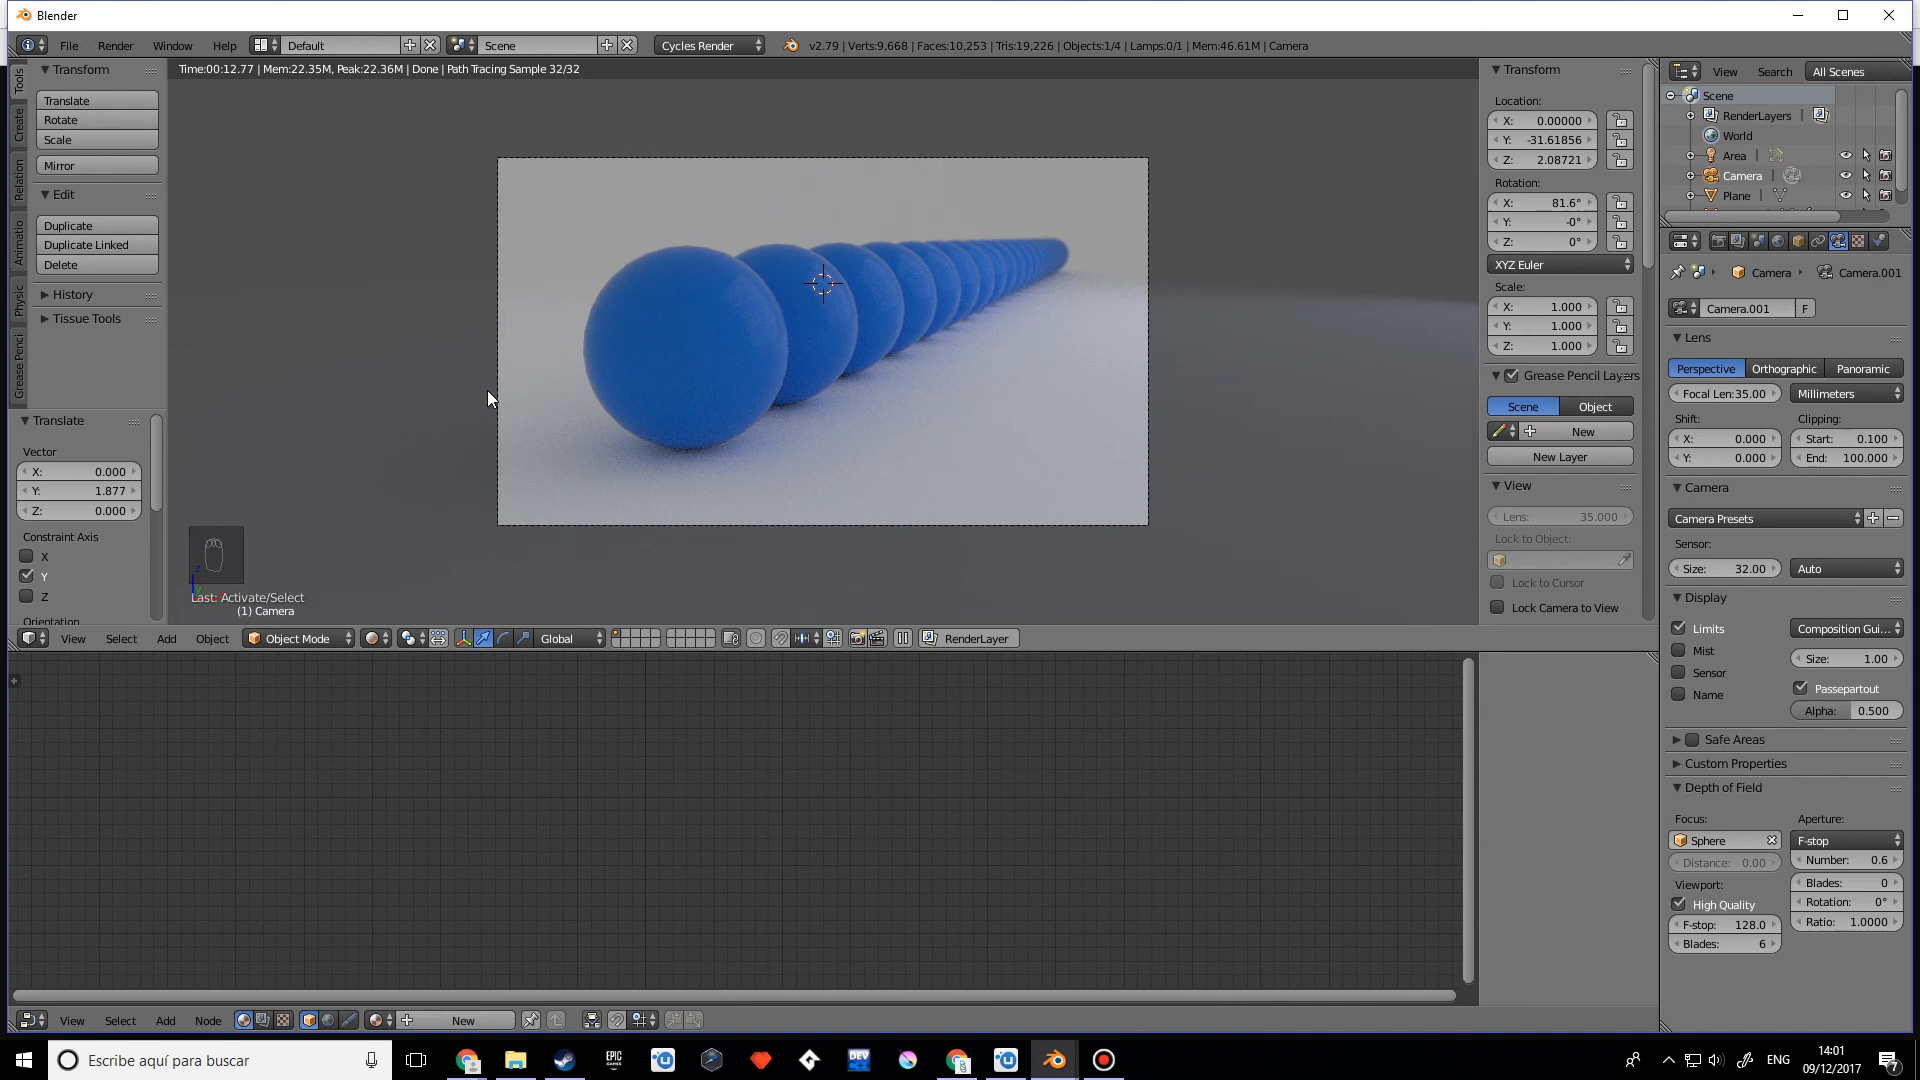 Blender
File Render Window Help Default Scene Cycles Render v2.79 | Verts:9,668 | Faces:10,253 | Tris:19,226 | Objects:1/4 | Lamps:0/1 | Mem:46.61M | Camera
Time:00:12.77 | Mem:22.35M, Peak:22.36M | Done | Path Tracing Sample 32/32
Tools
Create
Relation
Animatio
Physic
Grease Penci
Transform
Translate
Rotate
Scale
Mirror
Edit
Duplicate
Duplicate Linked
Delete
History
Tissue Tools
Translate
Vector
X: 0.000
Y: 1.877
Z: 0.000
Constraint Axis
X
Y
Z
Orientation
Last: Activate/Select
(1) Camera
Transform
Location:
X: 0.00000
Y: -31.61856
Z: 2.08721
Rotation:
X: 81.6°
Y: -0°
Z: 0°
XYZ Euler
Scale:
X: 1.000
Y: 1.000
Z: 1.000
Grease Pencil Layers
Scene Object
New
New Layer
View
Lens: 35.000
Lock to Object:
Lock to Cursor
Lock Camera to View
View Select Add Object Object Mode Global RenderLayer
View Select Add Node New
View Search All Scenes
Scene
RenderLayers
World
Area
Camera
Plane
Camera Camera.001
Camera.001 F
Lens
Perspective Orthographic Panoramic
Focal Len:35.00 Millimeters
Shift: Clipping:
X: 0.000 Start: 0.100
Y: 0.000 End: 100.000
Camera
Camera Presets
Sensor:
Size: 32.00 Auto
Display
Limits Composition Gui...
Mist Size: 1.00
Sensor Passepartout
Name Alpha: 0.500
Safe Areas
Custom Properties
Depth of Field
Focus: Aperture:
Sphere F-stop
Distance: 0.00 Number: 0.6
Viewport: Blades: 0
High Quality Rotation: 0°
F-stop: 128.0 Ratio: 1.0000
Blades: 6
Escribe aquí para buscar
EPIC
GAMES
DEV
ENG
14:01
09/12/2017
7